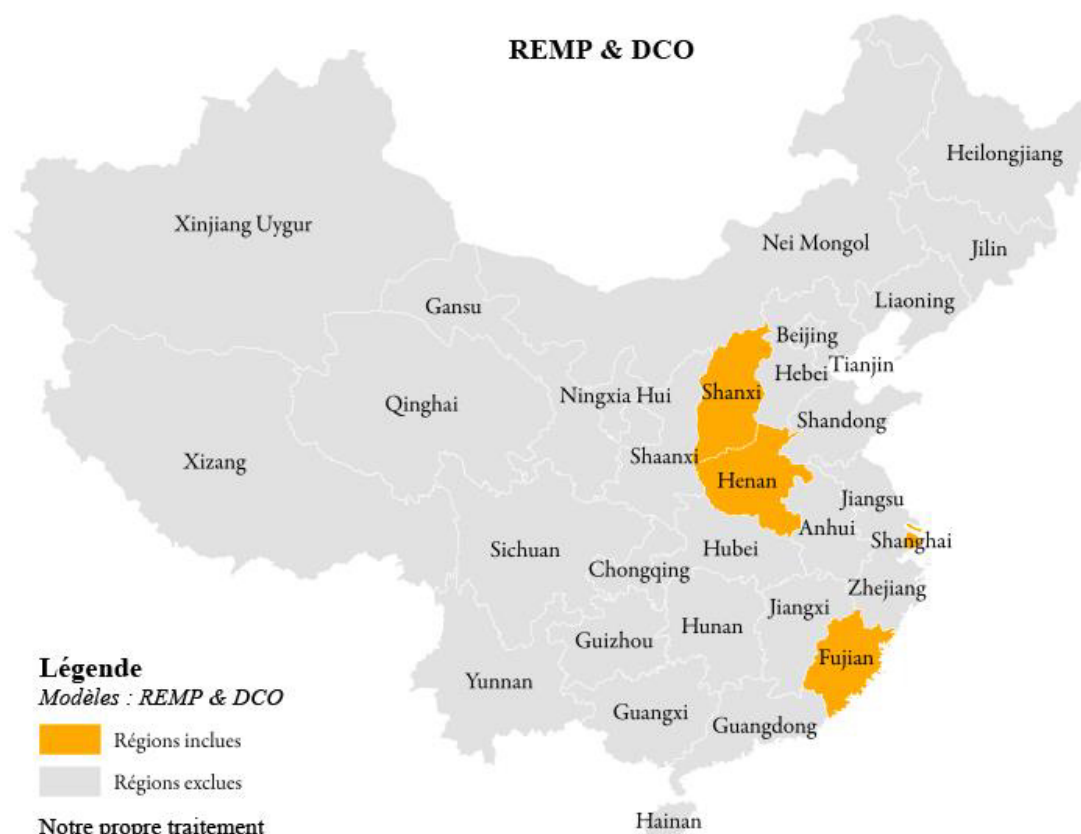 REMP & DCO
Heilongjiang
Xinjiang Uygur
Nei Mongol
Jilin
Gansu
Liaoning
Beijing
Tianjin
Hebei
Ningxia Hui
Shanxi
Qinghai
Shandong
Xizang
Shaanxi
Henan
Jiangsu
Anhui
Sichuan
Hubei
Shanghai
Chongqing
Zhejiang
Jiangxi
Guizhou
Hunan
Fujian
Yunnan
Guangxi
Guangdong
Hainan
Légende
Modèles : REMP & DCO
Régions inclues
Régions exclues
Notre propre traitement